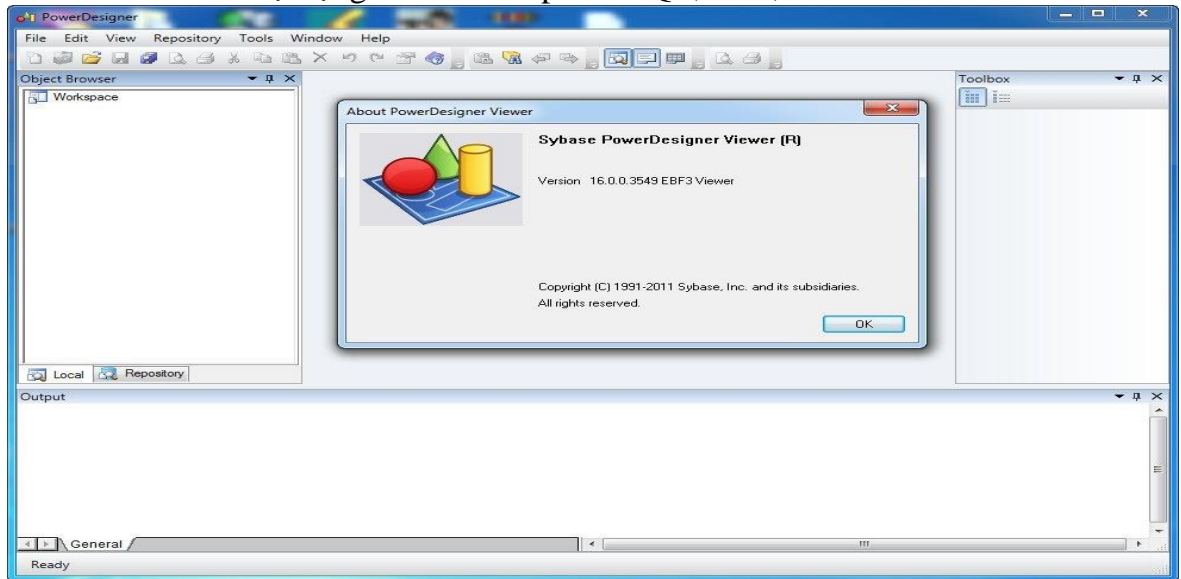 PowerDesigner
File Edit View Repository Tools Window Help
Object Browser
Toolbox
Workspace
About PowerDesigner Viewer
Sybase PowerDesigner Viewer (R)
Version 16.0.0.3549 EBF3 Viewer
Copyright (C) 1991-2011 Sybase, Inc. and its subsidiaries.
All rights reserved.
OK
Local Repository
Output
General
Ready